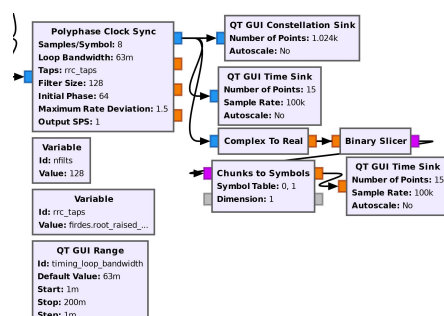 Polyphase Clock Sync
Samples/Symbol: 8
Loop Bandwidth: 63m
Taps: rrc_taps
Filter Size: 128
Initial Phase: 64
Maximum Rate Deviation: 1.5
Output SPS: 1
QT GUI Constellation Sink
Number of Points: 1.024k
Autoscale: No
QT GUI Time Sink
Number of Points: 15
Sample Rate: 100k
Autoscale: No
Complex To Real
Binary Slicer
Chunks to Symbols
Symbol Table: 0, 1
Dimension: 1
QT GUI Time Sink
Number of Points: 15
Sample Rate: 100k
Autoscale: No
Variable
Id: nfilts
Value: 128
Variable
Id: rrc_taps
Value: firdes.root_raised_...
QT GUI Range
Id: timing_loop_bandwidth
Default Value: 63m
Start: 1m
Stop: 200m
Step: 1m